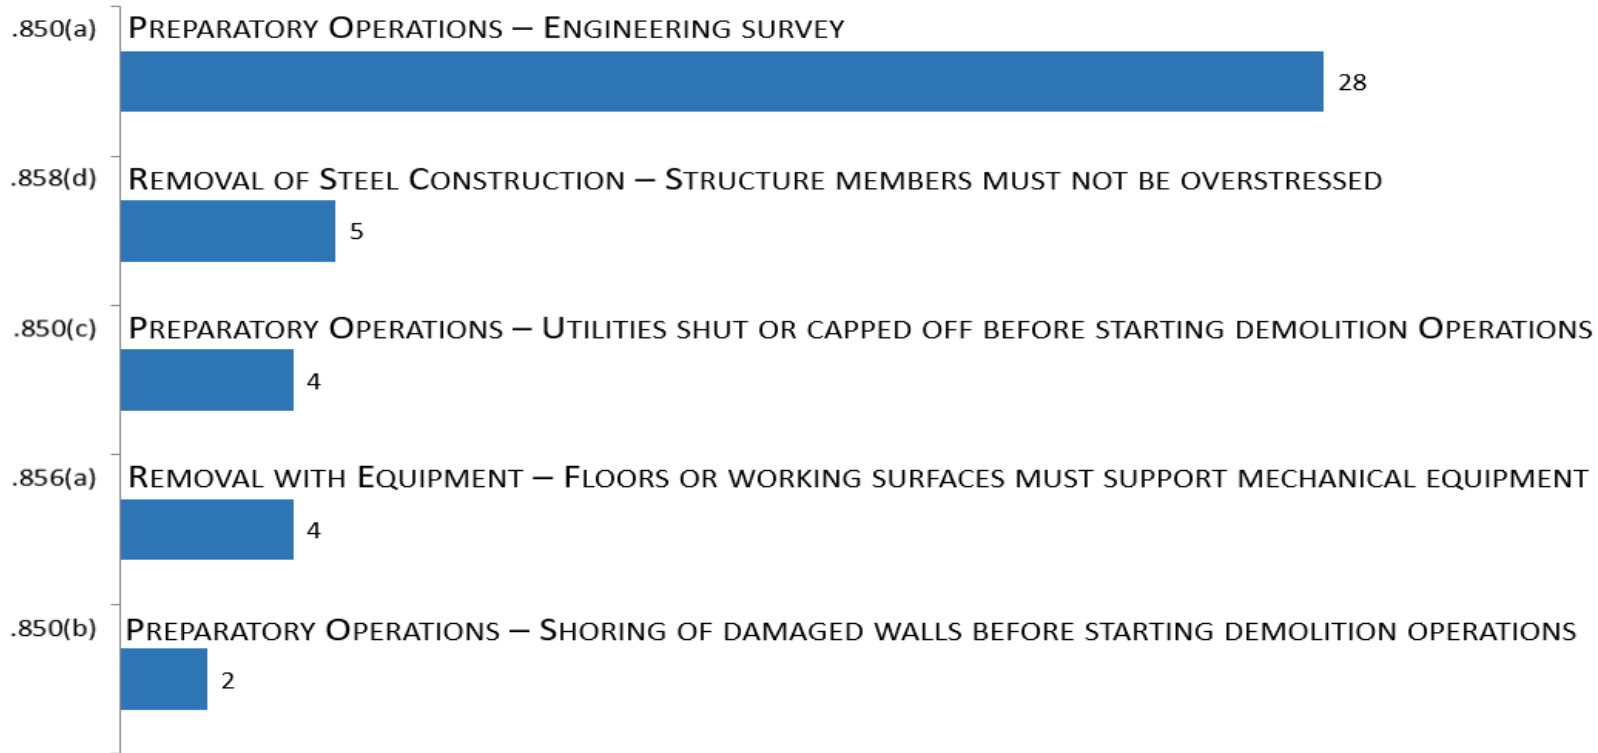 .850(a) PREPARATORY OPERATIONS – ENGINEERING SURVEY
28
.858(d) REMOVAL OF STEEL CONSTRUCTION – STRUCTURE MEMBERS MUST NOT BE OVERSTRESSED
5
.850(c) PREPARATORY OPERATIONS – UTILITIES SHUT OR CAPPED OFF BEFORE STARTING DEMOLITION OPERATIONS
4
.856(a) REMOVAL WITH EQUIPMENT – FLOORS OR WORKING SURFACES MUST SUPPORT MECHANICAL EQUIPMENT
4
.850(b) PREPARATORY OPERATIONS – SHORING OF DAMAGED WALLS BEFORE STARTING DEMOLITION OPERATIONS
2